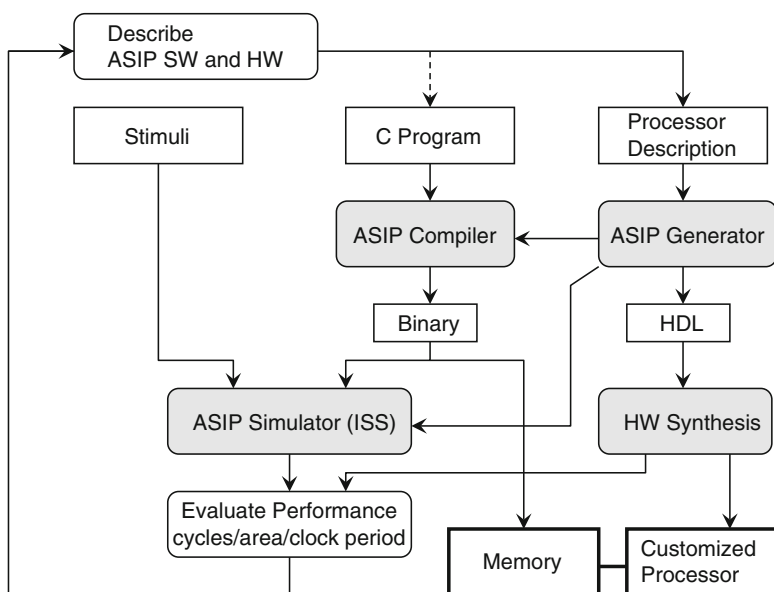 Describe
ASIP SW and HW
Stimuli
C Program
Processor
Description
ASIP Compiler
ASIP Generator
Binary
HDL
ASIP Simulator (ISS)
HW Synthesis
Evaluate Performance
cycles/area/clock period
Memory
Customized
Processor